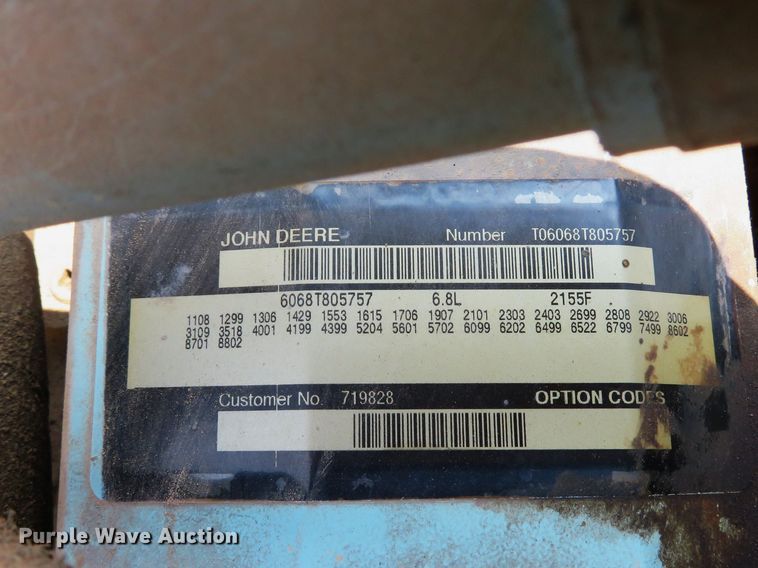 JOHN DEERE Number T06068T805757
6068T805757 6.8L 2155F
1108 1299 1306 1429 1553 1615 1706 1907 2101 2303 2403 2699 2808 2922 3006
3109 3518 4001 4199 4399 5204 5601 5702 6099 6202 6499 6522 6799 7499 8602
8701 8802
Customer No. 719828 OPTION CODES
Purple Wave Auction